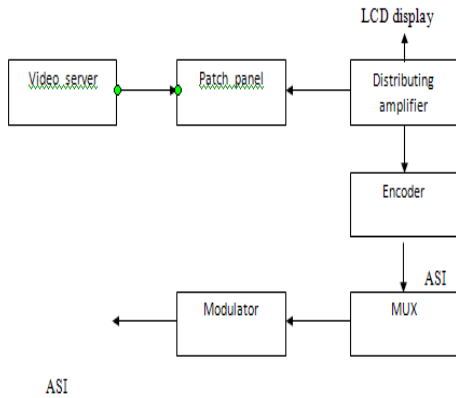 LCD display
Video server
Patch panel
Distributing
amplifier
Encoder
ASI
Modulator
MUX
ASI